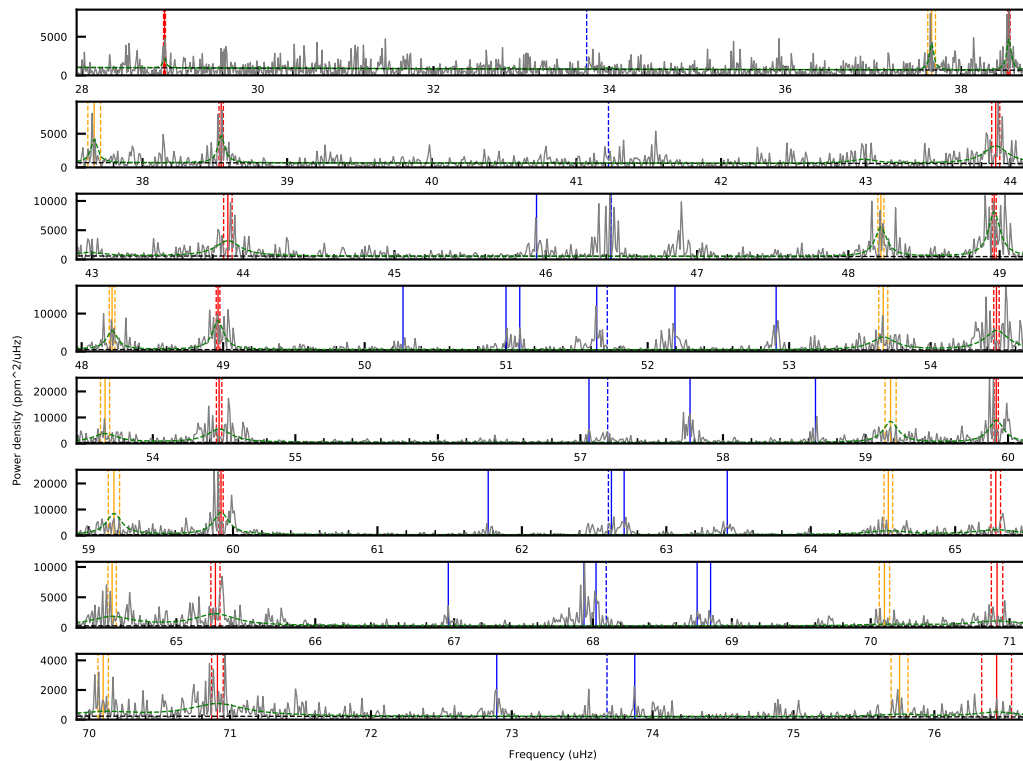 5000
0
28 30 32 34 36 38
5000
0
38 39 40 41 42 43 44
10000
5000
0
43 44 45 46 47 48 49
10000
0
48 49 50 51 52 53 54
20000
10000
0
54 55 56 57 58 59 60
20000
10000
0
59 60 61 62 63 64 65
10000
5000
0
65 66 67 68 69 70 71
4000
2000
0
70 71 72 73 74 75 76
Power density (ppm^2/uHz)
Frequency (uHz)